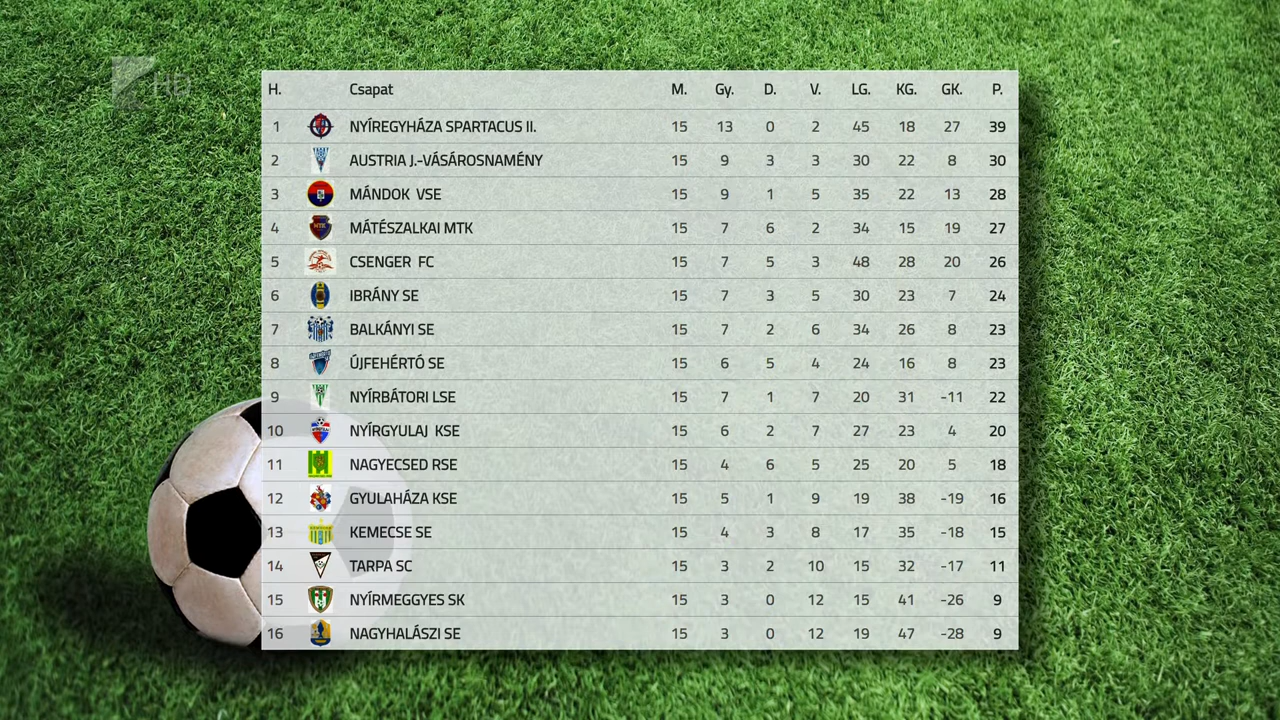 HD
H. Csapat M. Gy. D. V. LG. KG. GK. P.
1 NYÍREGYHÁZA SPARTACUS II. 15 13 0 2 45 18 27 39
2 AUSTRIA J.-VÁSÁROSNAMÉNY 15 9 3 3 30 22 8 30
3 MÁNDOK VSE 15 9 1 5 35 22 13 28
4 MÁTÉSZALKAI MTK 15 7 6 2 34 15 19 27
5 CSENGER FC 15 7 5 3 48 28 20 26
6 IBRÁNY SE 15 7 3 5 30 23 7 24
7 BALKÁNYI SE 15 7 2 6 34 26 8 23
8 ÚJFEHÉRTÓ SE 15 6 5 4 24 16 8 23
9 NYÍRBÁTORI LSE 15 7 1 7 20 31 -11 22
10 NYÍRGYULAJ KSE 15 6 2 7 27 23 4 20
11 NAGYECSED RSE 15 4 6 5 25 20 5 18
12 GYULAHÁZA KSE 15 5 1 9 19 38 -19 16
13 KEMECSE SE 15 4 3 8 17 35 -18 15
14 TARPA SC 15 3 2 10 15 32 -17 11
15 NYÍRMEGGYES SK 15 3 0 12 15 41 -26 9
16 NAGYHALÁSZI SE 15 3 0 12 19 47 -28 9